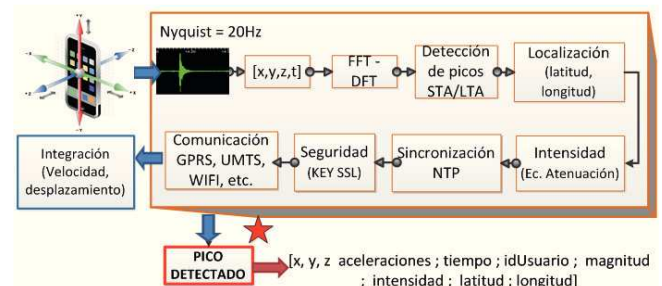 Nyquist = 20Hz
[x,y,z,t]
FFT -
DFT
Detección
de picos
STA/LTA
Localización
(latitud,
longitud)
Integración
(Velocidad,
desplazamiento)
Comunicación
GPRS, UMTS,
WIFI, etc.
Seguridad
(KEY SSL)
Sincronización
NTP
Intensidad
(Ec. Atenuación)
PICO
DETECTADO
[x, y, z aceleraciones ; tiempo ; idUsuario ; magnitud
; intensidad ; latitud ; longitud]